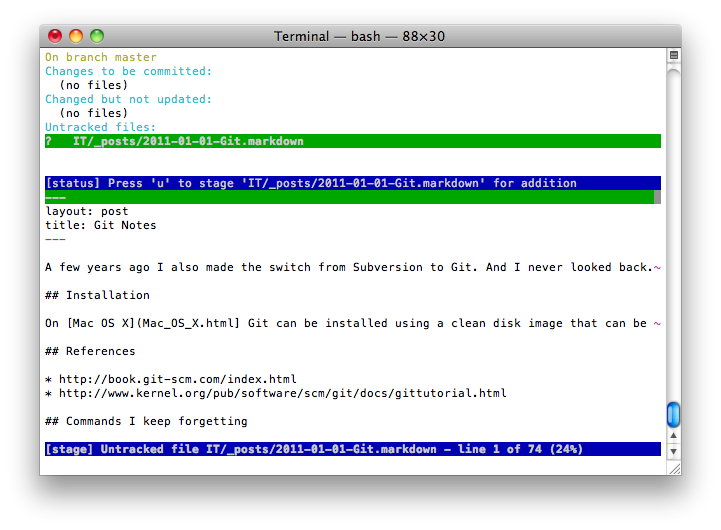 Terminal — bash — 88×30
On branch master
Changes to be committed:
(no files)
Changed but not updated:
(no files)
Untracked files:
?   IT/_posts/2011-01-01-Git.markdown
[status] Press 'u' to stage 'IT/_posts/2011-01-01-Git.markdown' for addition
---
layout: post
title: Git Notes
---
A few years ago I also made the switch from Subversion to Git. And I never looked back.~
## Installation
On [Mac OS X](Mac_OS_X.html] Git can be installed using a clean disk image that can be ~
## References
* http://book.git-scm.com/index.html
* http://www.kernel.org/pub/software/scm/git/docs/gittutorial.html
## Commands I keep forgetting
[stage] Untracked file IT/_posts/2011-01-01-Git.markdown - line 1 of 74 (24%)